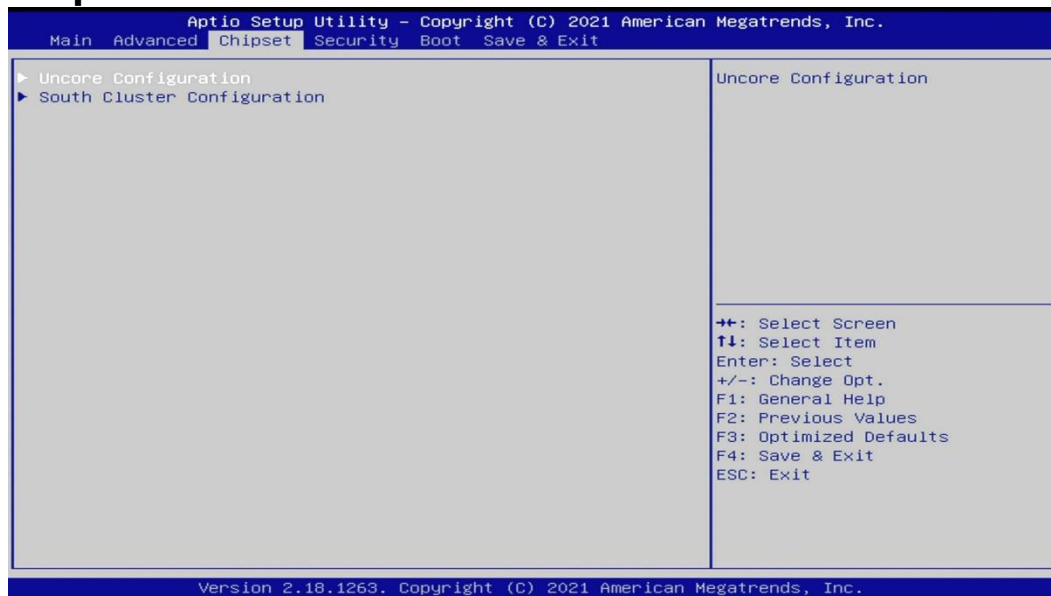 Aptio Setup Utility – Copyright (C) 2021 American Megatrends, Inc.
Main Advanced Chipset Security Boot Save & Exit
► Uncore Configuration
► South Cluster Configuration
Uncore Configuration
→←: Select Screen
↑↓: Select Item
Enter: Select
+/-: Change Opt.
F1: General Help
F2: Previous Values
F3: Optimized Defaults
F4: Save & Exit
ESC: Exit
Version 2.18.1263. Copyright (C) 2021 American Megatrends, Inc.